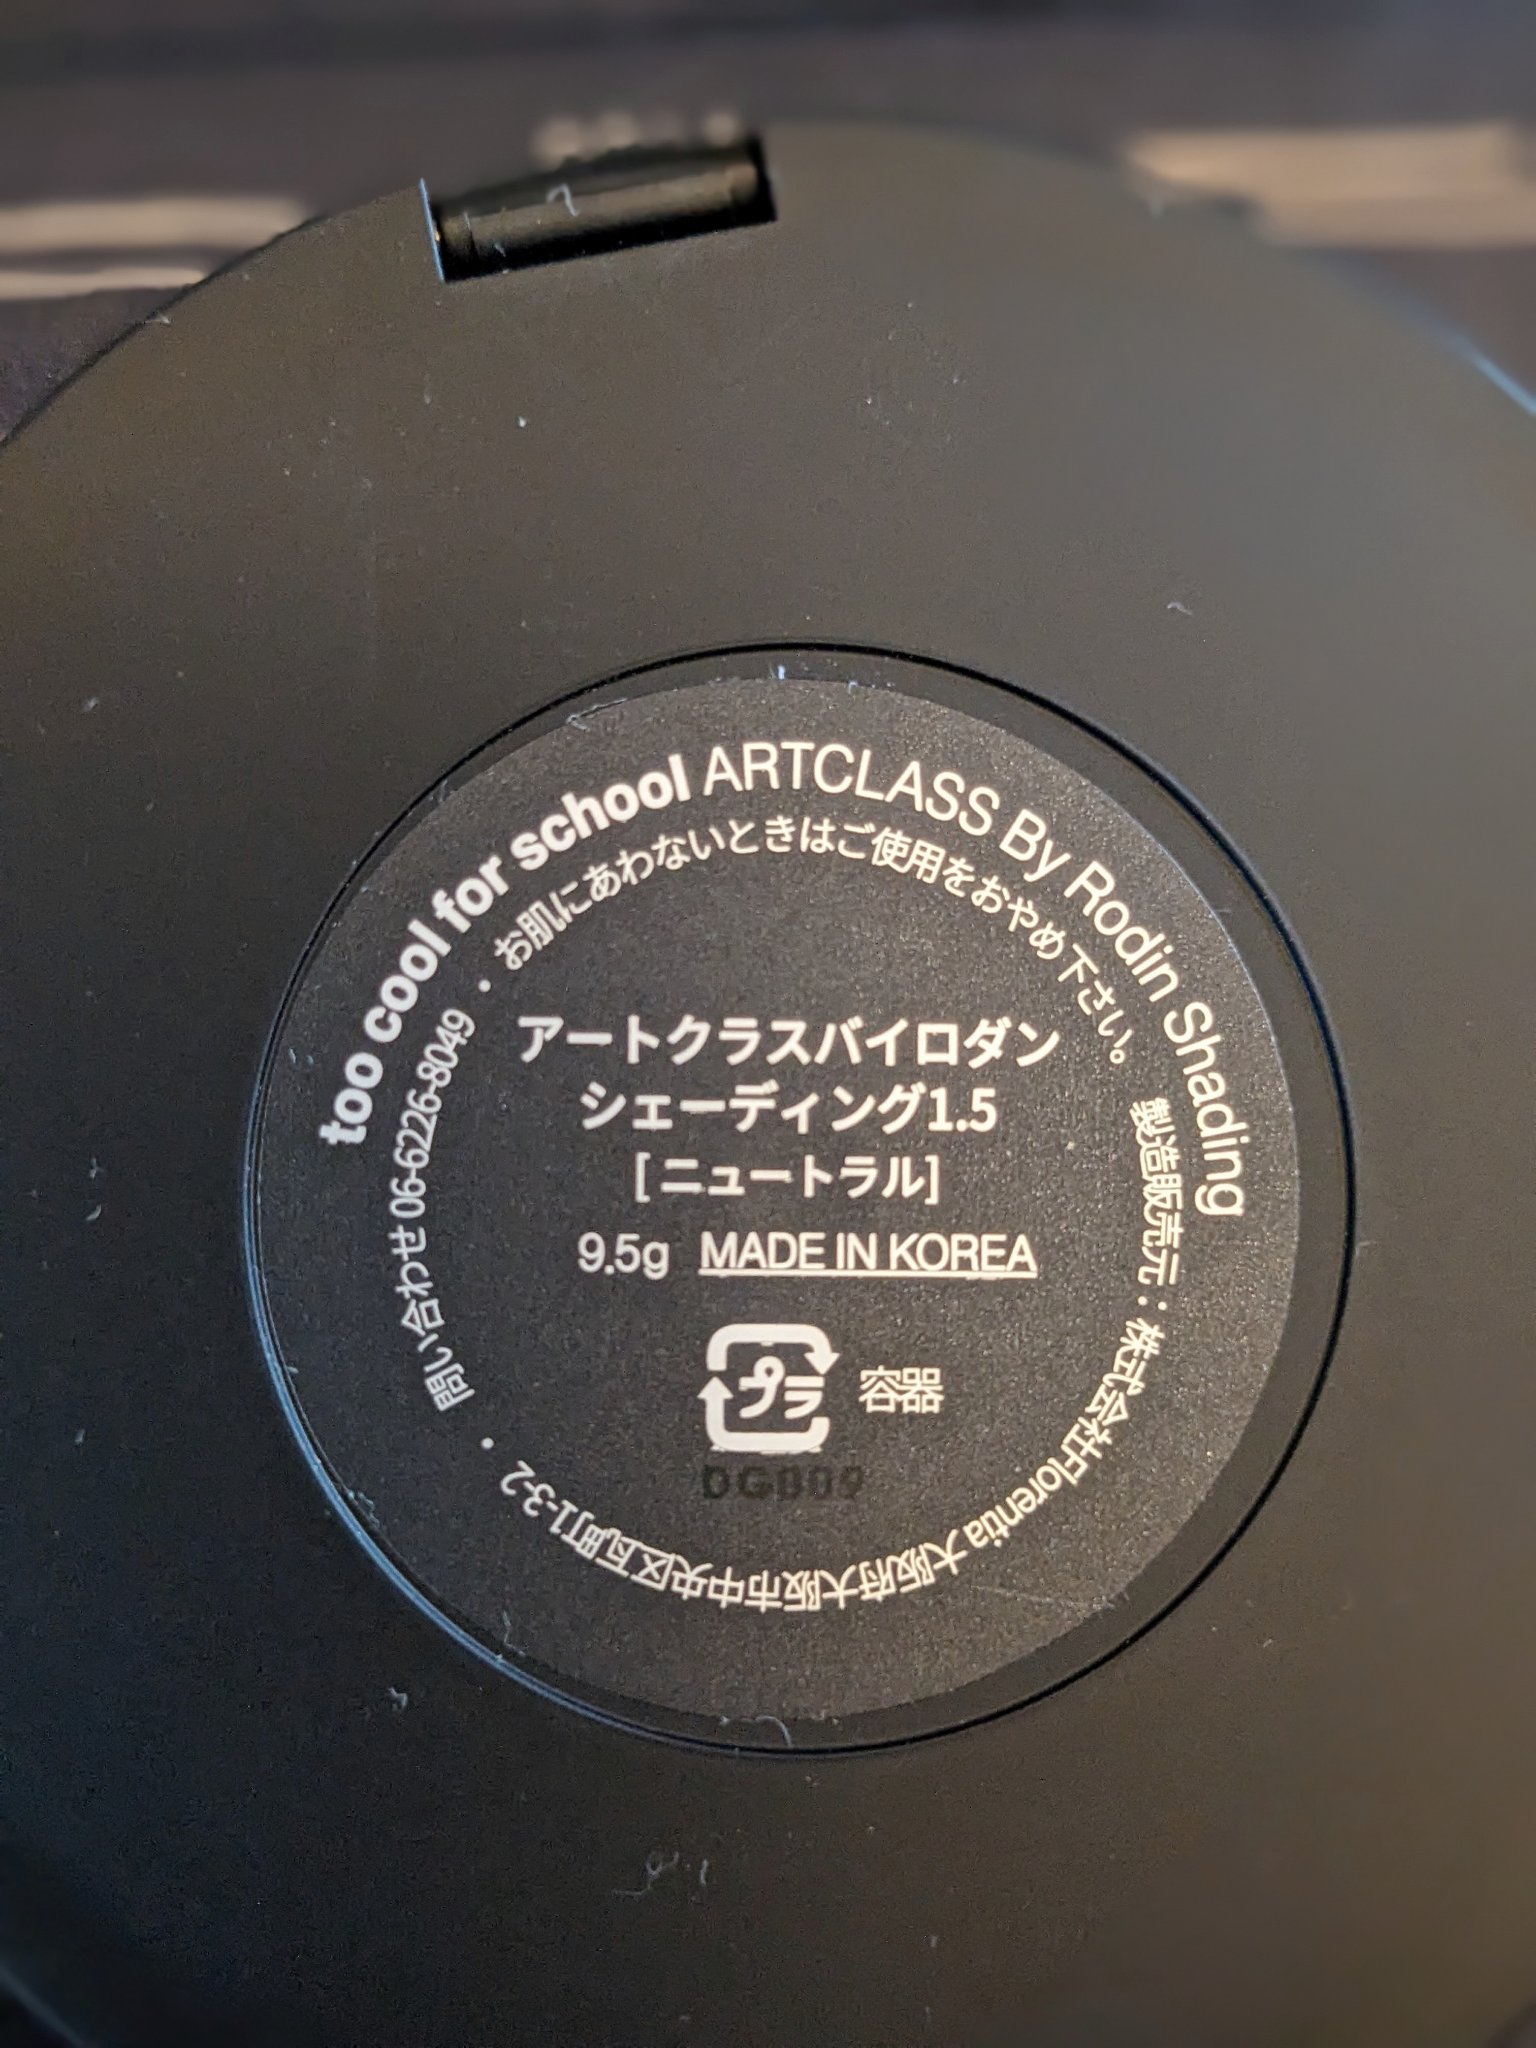 too cool for school ARTCLASS By Rodin Shading
・お肌にあわないときはご使用をおやめ下さい。
製造販売元：株式会社Florentia 大阪府大阪市中央区瓦町1-3-2
・問い合わせ 06-6226-8049
アートクラスバイロダン
シェーディング1.5
[ニュートラル]
9.5g MADE IN KOREA
プラ 容器
DGB09